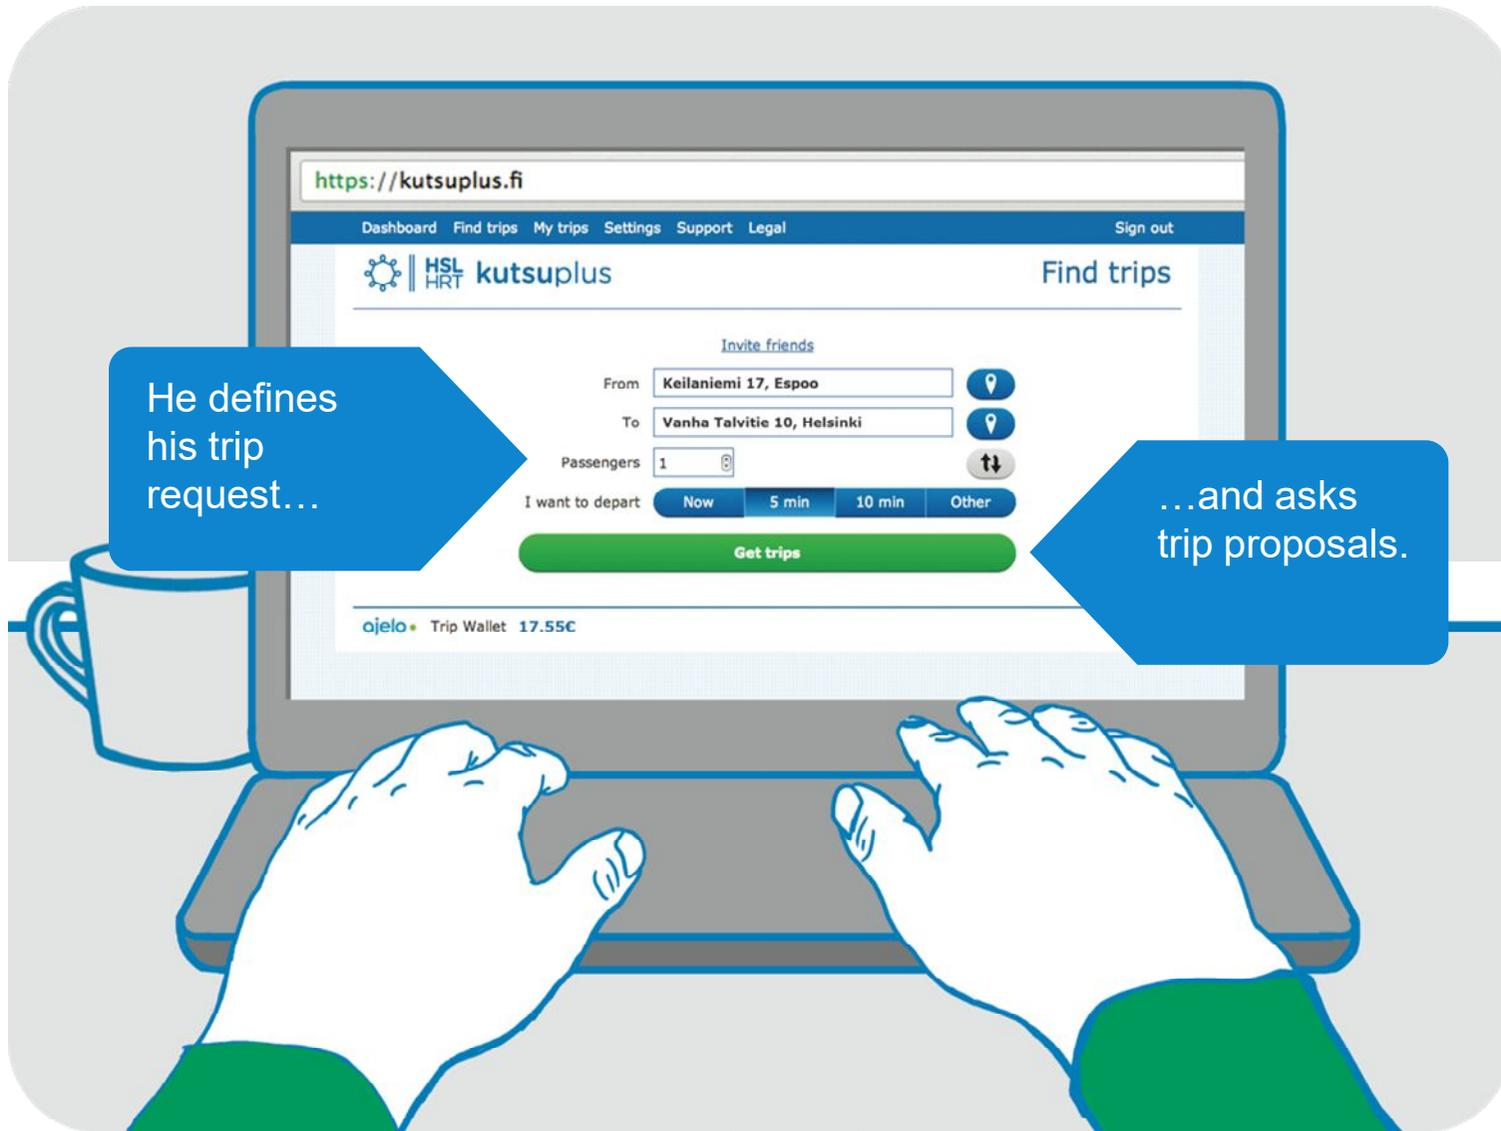 https://kutsuplus.fi
Dashboard Find trips My trips Settings Support Legal Sign out
HSL
HRT kutsuplus Find trips
Invite friends
From Keilaniemi 17, Espoo
To Vanha Talvitie 10, Helsinki
Passengers 1
I want to depart Now 5 min 10 min Other
Get trips
ajelo Trip Wallet 17.55€
He defines
his trip
request…
…and asks
trip proposals.